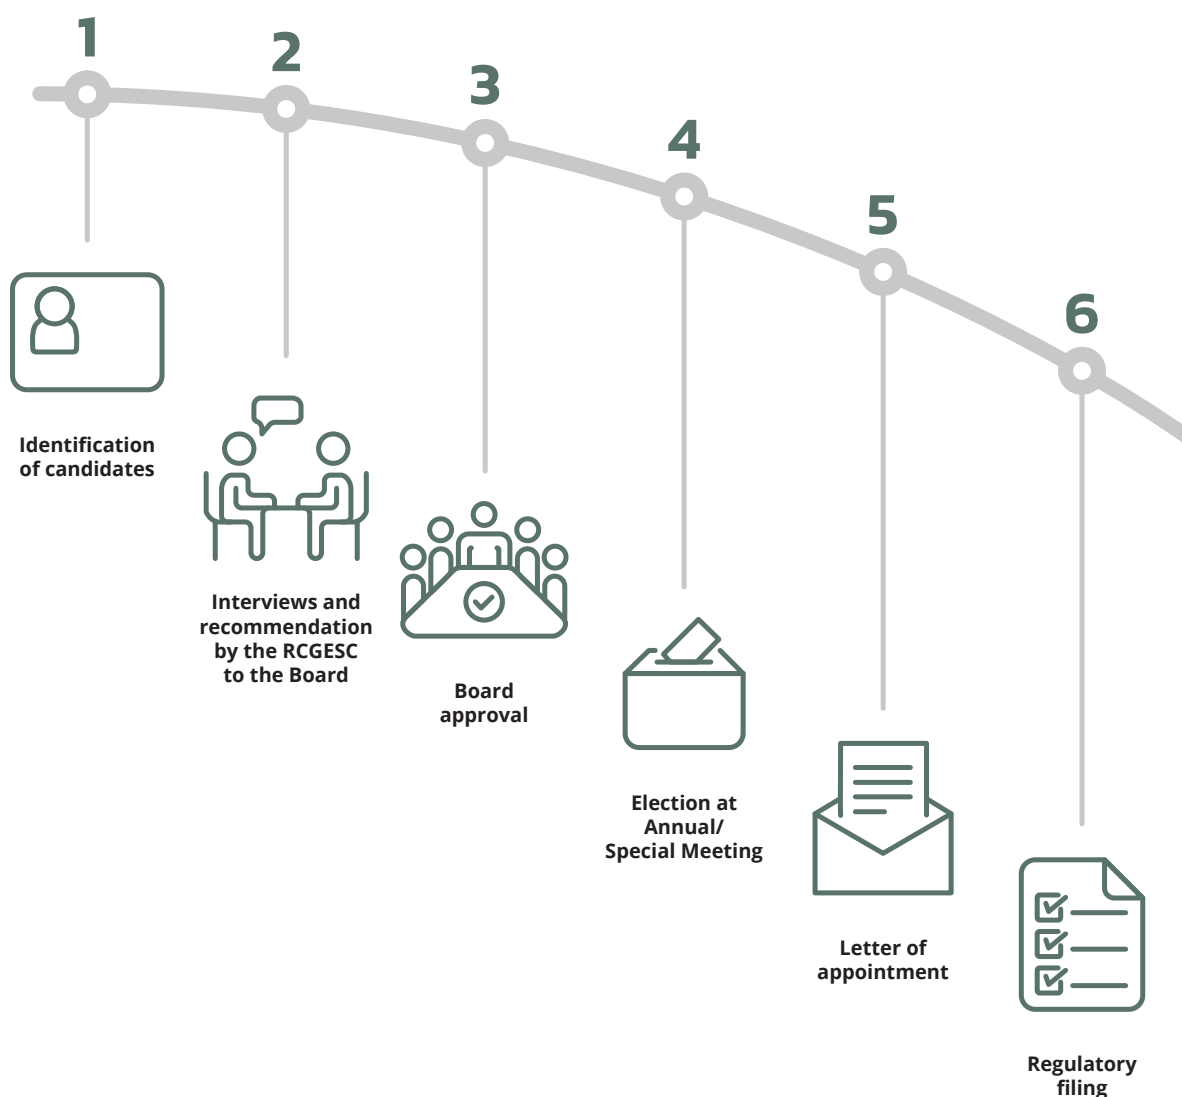 1
2
3
4
5
6
Identification
of candidates
Interviews and
recommendation
by the RCGESC
to the Board
Board
approval
Election at
Annual/
Special Meeting
Letter of
appointment
Regulatory
filing